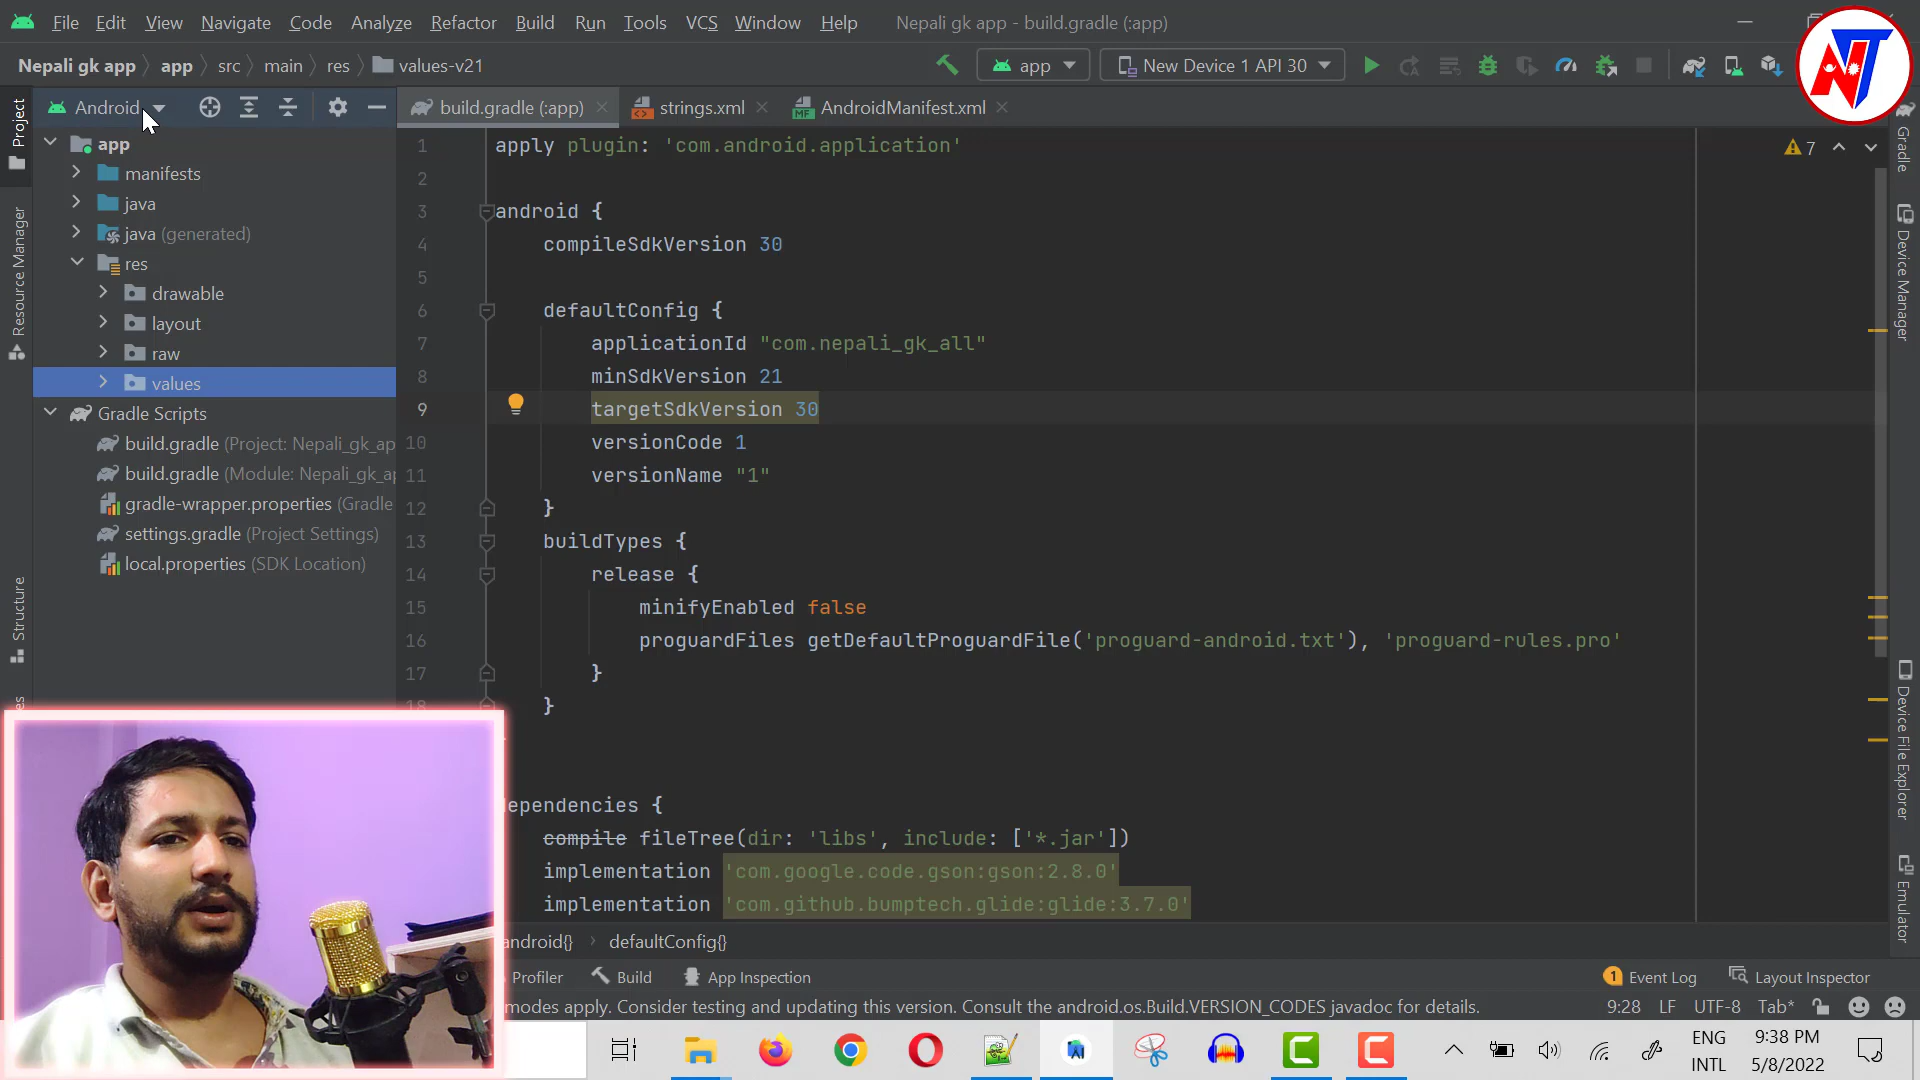 File Edit View Navigate Code Analyze Refactor Build Run Tools VCS Window Help Nepali gk app - build.gradle (:app)
Nepali gk app app src main res values-v21 app New Device 1 API 30
NT
Android build.gradle (:app) strings.xml AndroidManifest.xml
Project
Resource Manager
Structure
app
manifests
java
java (generated)
res
drawable
layout
raw
values
Gradle Scripts
build.gradle (Project: Nepali_gk_ap
build.gradle (Module: Nepali_gk_ap
gradle-wrapper.properties (Gradle
settings.gradle (Project Settings)
local.properties (SDK Location)
1 apply plugin: 'com.android.application'
2
3 android {
4 compileSdkVersion 30
5
6 defaultConfig {
7 applicationId "com.nepali_gk_all"
8 minSdkVersion 21
9 targetSdkVersion 30
10 versionCode 1
11 versionName "1"
12 }
13 buildTypes {
14 release {
15 minifyEnabled false
16 proguardFiles getDefaultProguardFile('proguard-android.txt'), 'proguard-rules.pro'
17 }
18 }
ependencies {
compile fileTree(dir: 'libs', include: ['*.jar'])
implementation 'com.google.code.gson:gson:2.8.0'
implementation 'com.github.bumptech.glide:glide:3.7.0'
7
Gradle
Device Manager
Device File Explorer
Emulator
android{} defaultConfig{}
Profiler Build App Inspection 1 Event Log Layout Inspector
modes apply. Consider testing and updating this version. Consult the android.os.Build.VERSION_CODES javadoc for details. 9:28 LF UTF-8 Tab*
ENG
INTL
9:38 PM
5/8/2022